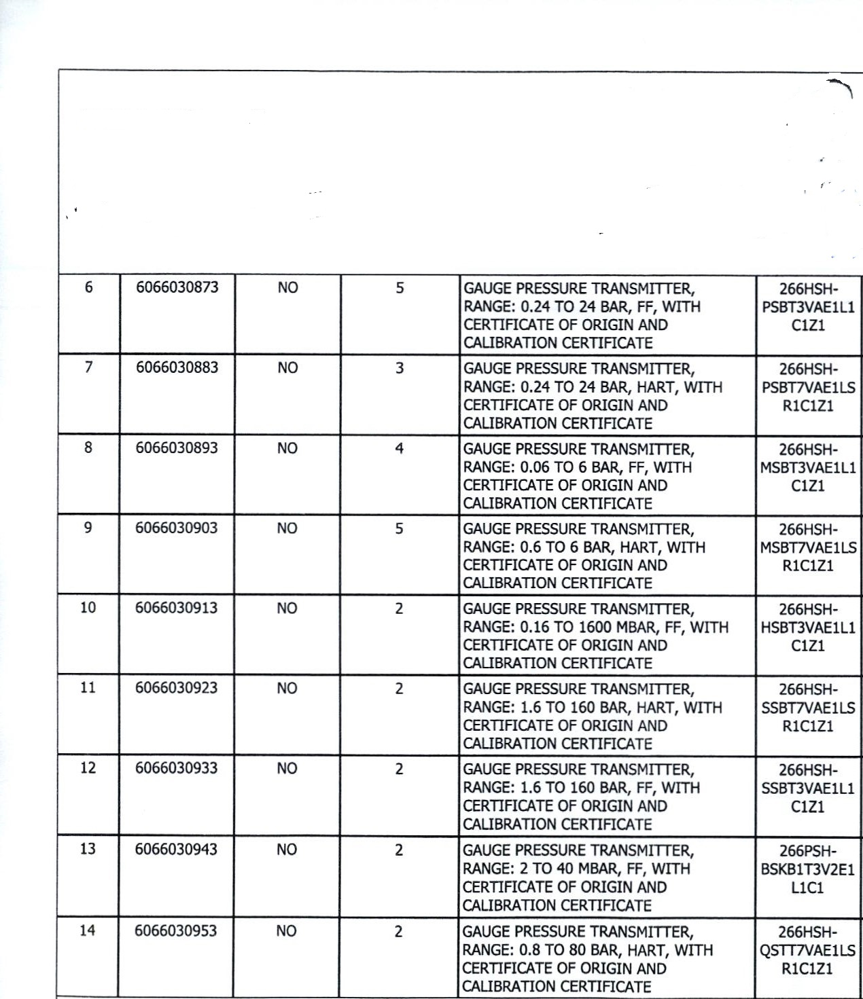 6 6066030873 NO 5 GAUGE PRESSURE TRANSMITTER, 266HSH-
RANGE: 0.24 TO 24 BAR, FF, WITH PSBT3VAE1L1
CERTIFICATE OF ORIGIN AND C1Z1
CALIBRATION CERTIFICATE
7 6066030883 NO 3 GAUGE PRESSURE TRANSMITTER, 266HSH-
RANGE: 0.24 TO 24 BAR, HART, WITH PSBT7VAE1LS
CERTIFICATE OF ORIGIN AND R1C1Z1
CALIBRATION CERTIFICATE
8 6066030893 NO 4 GAUGE PRESSURE TRANSMITTER, 266HSH-
RANGE: 0.06 TO 6 BAR, FF, WITH MSBT3VAE1L1
CERTIFICATE OF ORIGIN AND C1Z1
CALIBRATION CERTIFICATE
9 6066030903 NO 5 GAUGE PRESSURE TRANSMITTER, 266HSH-
RANGE: 0.6 TO 6 BAR, HART, WITH MSBT7VAE1LS
CERTIFICATE OF ORIGIN AND R1C1Z1
CALIBRATION CERTIFICATE
10 6066030913 NO 2 GAUGE PRESSURE TRANSMITTER, 266HSH-
RANGE: 0.16 TO 1600 MBAR, FF, WITH HSBT3VAE1L1
CERTIFICATE OF ORIGIN AND C1Z1
CALIBRATION CERTIFICATE
11 6066030923 NO 2 GAUGE PRESSURE TRANSMITTER, 266HSH-
RANGE: 1.6 TO 160 BAR, HART, WITH SSBT7VAE1LS
CERTIFICATE OF ORIGIN AND R1C1Z1
CALIBRATION CERTIFICATE
12 6066030933 NO 2 GAUGE PRESSURE TRANSMITTER, 266HSH-
RANGE: 1.6 TO 160 BAR, FF, WITH SSBT3VAE1L1
CERTIFICATE OF ORIGIN AND C1Z1
CALIBRATION CERTIFICATE
13 6066030943 NO 2 GAUGE PRESSURE TRANSMITTER, 266PSH-
RANGE: 2 TO 40 MBAR, FF, WITH BSKB1T3V2E1
CERTIFICATE OF ORIGIN AND L1C1
CALIBRATION CERTIFICATE
14 6066030953 NO 2 GAUGE PRESSURE TRANSMITTER, 266HSH-
RANGE: 0.8 TO 80 BAR, HART, WITH QSTT7VAE1LS
CERTIFICATE OF ORIGIN AND R1C1Z1
CALIBRATION CERTIFICATE